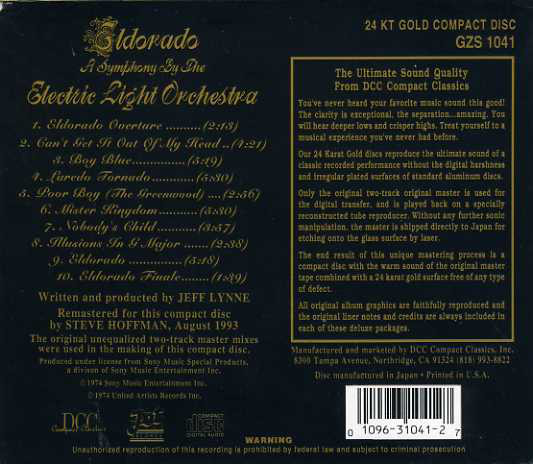 Eldorado
A Symphony By The
Electric Light Orchestra
1. Eldorado Overture ..........(2:13)
2. Can't Get It Out Of My Head ..(4:21)
3. Boy Blue................(5:19)
4. Laredo Tornado............(5:30)
5. Poor Boy (The Greenwood) ....(2:56)
6. Mister Kingdom............(5:30)
7. Nobody's Child............(3:57)
8. Illusions In G Major .......(2:38)
9. Eldorado................(5:18)
10. Eldorado Finale...........(1:39)
Written and produced by JEFF LYNNE
Remastered for this compact disc
by STEVE HOFFMAN, August 1993
The original unequalized two-track master mixes
were used in the making of this compact disc.
Produced under license from Sony Music Special Products,
a divison of Sony Music Entertainment Inc.
© 1974 Sony Music Entertainment Inc.
℗ 1974 United Artists Records Inc.
24 KT GOLD COMPACT DISC
GZS 1041
The Ultimate Sound Quality
From DCC Compact Classics
You've never heard your favorite music sound this good!
The clarity is exceptional, the separation...amazing. You
will hear deeper lows and crisper highs. Treat yourself to a
musical experience you've never had before.
Our 24 Karat Gold discs reproduce the ultimate sound of a
classic recorded performance without the digital harshness
and irregular plated surfaces of standard aluminum discs.
Only the original two-track original master is used for
the digital transfer, and is played back on a specially
reconstructed tube reproducer. Without any further sonic
manipulation, the master is shipped directly to Japan for
etching onto the glass surface by laser.
The end result of this unique mastering process is a
compact disc with the warm sound of the original master
tape combined with a 24 karat gold surface free of any type
of defect.
All original album graphics are faithfully reproduced and
the original liner notes and credits are always included in
each of these deluxe packages.
Manufactured and marketed by DCC Compact Classics, Inc.
8300 Tampa Avenue, Northridge, CA 91324 (818) 993-8822
Disc manufactured in Japan • Printed in U.S.A.
DCC
COMPACT CLASSICS
JET
RECORDS
COMPACT
disc
DIGITAL AUDIO
0 10963-1041-2 7
WARNING
Unauthorized reproduction of this recording is prohibited by federal law and subject to criminal prosecution